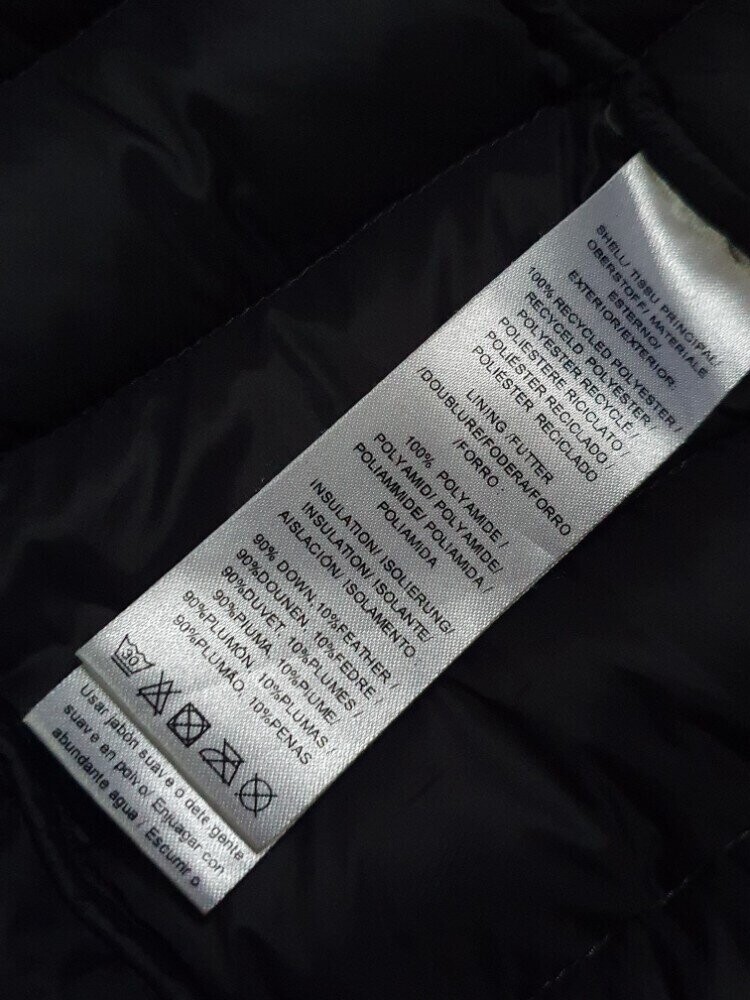 SHELL/ TISSU PRINCIPAL/
OBERSTOFF/ MATERIALE
ESTERNO/
EXTERIOR/EXTERIOR:
100% RECYCLED POLYESTER /
RECYCELD POLYESTER /
POLYESTER RECYCLÉ /
POLIESTERE RICICLATO /
POLIÉSTER RECICLADO /
POLIÉSTER RECICLADO
LINING /FUTTER
/DOUBLURE/FODERA/FORRO
/FORRO :
100% POLYAMIDE /
POLYAMID/ POLYAMIDE/
POLIAMMIDE/ POLIAMIDA /
POLIAMIDA
INSULATION/ ISOLIERUNG/
INSULATION/ ISOLANTE/
AISLACIÓN/ ISOLAMENTO :
90% DOWN,10%FEATHER /
90%DOUNEN, 10%FEDRE /
90%DUVET, 10%PLUMES /
90%PIUMA, 10%PIUME/
90%PLUMÓN, 10%PLUMAS /
90%PLUMÃO, 10%PENAS
30
Usar jabón suave o dete gente
suave en polvo/ Enjuagar con
abundante agua / Escurrir o